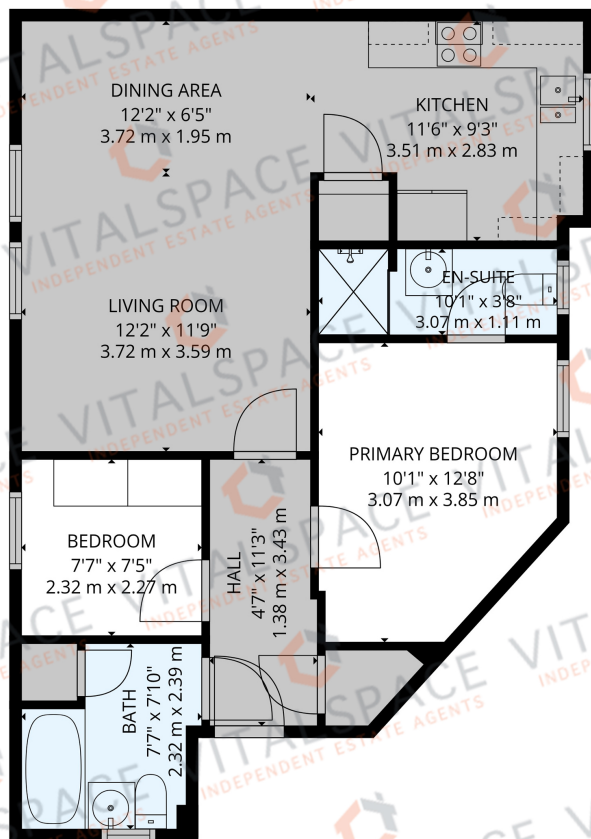 DINING AREA
12'2" x 6'5"
3.72 m x 1.95 m
KITCHEN
11'6" x 9'3"
3.51 m x 2.83 m
EN-SUITE
10'1" x 3'8"
3.07 m x 1.11 m
LIVING ROOM
12'2" x 11'9"
3.72 m x 3.59 m
PRIMARY BEDROOM
10'1" x 12'8"
3.07 m x 3.85 m
BEDROOM
7'7" x 7'5"
2.32 m x 2.27 m
HALL
4'7" x 11'3"
1.38 m x 3.43 m
BATH
7'7" x 7'10"
2.32 m x 2.39 m
VITALSPACE
INDEPENDENT ESTATE AGENTS